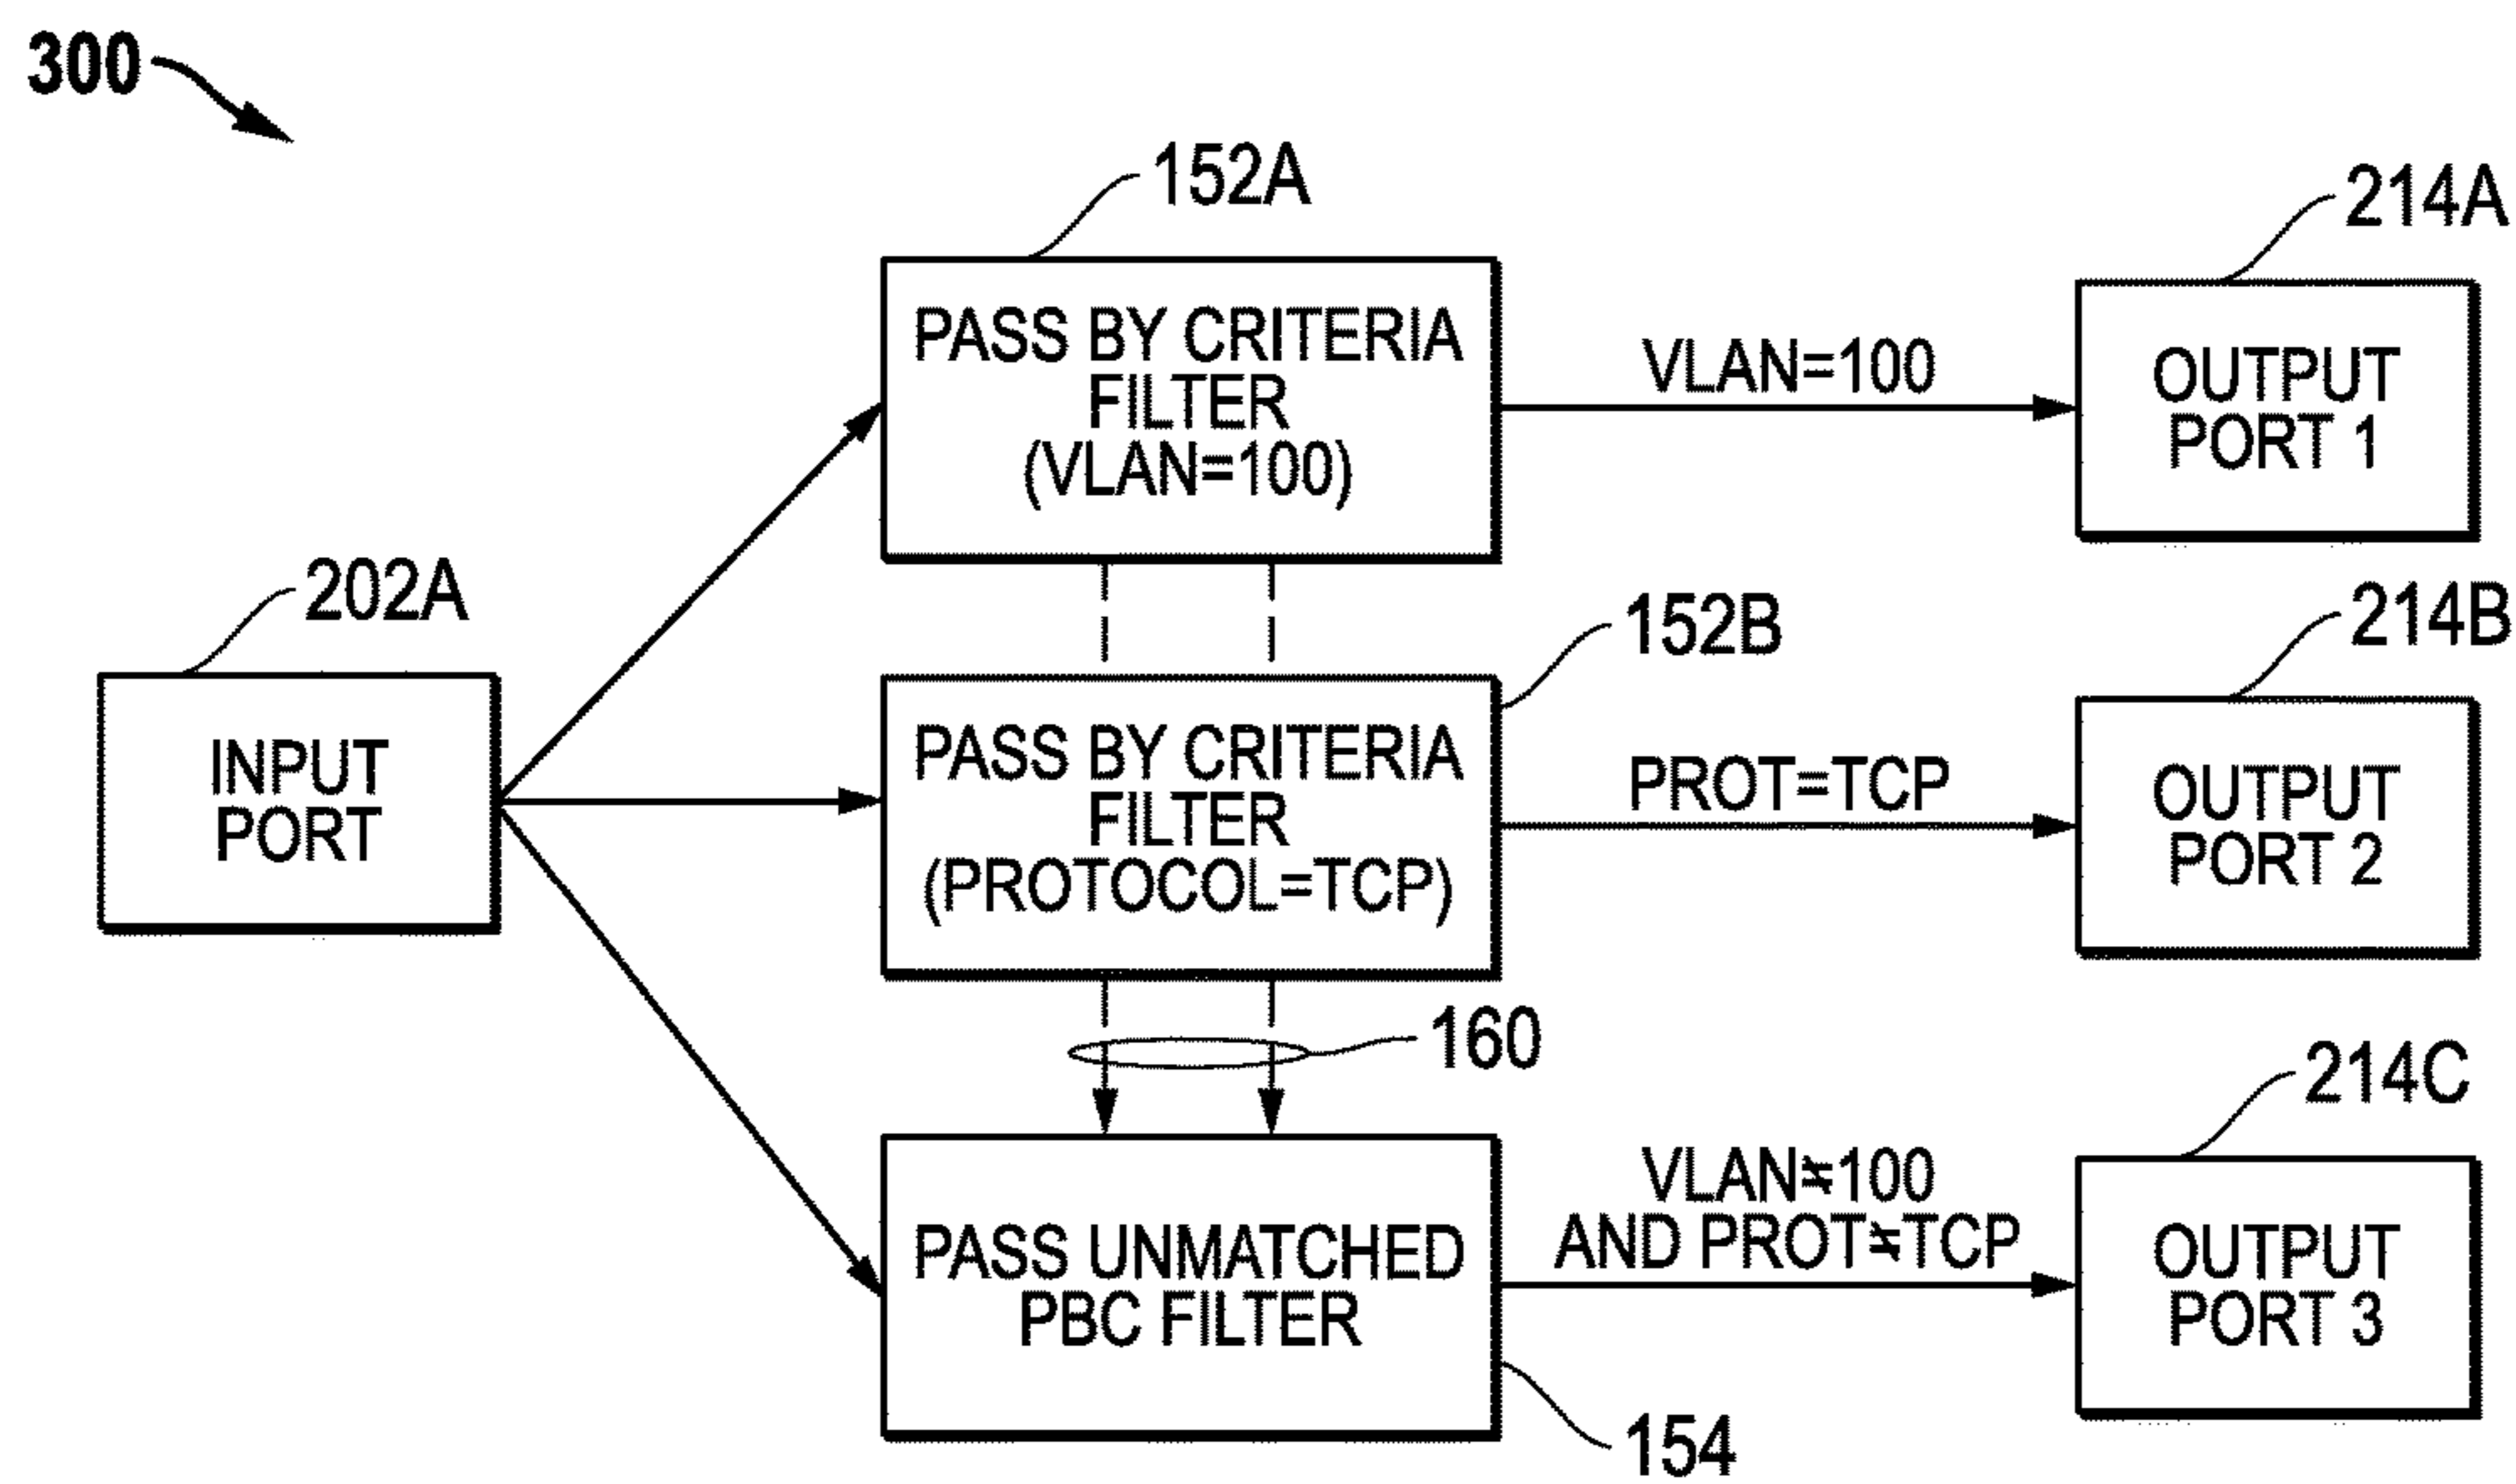 300
152A
214A
PASS BY CRITERIA
FILTER
(VLAN=100)
VLAN=100
OUTPUT
PORT 1
202A
INPUT
PORT
152B
214B
PASS BY CRITERIA
FILTER
(PROTOCOL=TCP)
PROT=TCP
OUTPUT
PORT 2
160
214C
PASS UNMATCHED
PBC FILTER
VLAN≠100
AND PROT≠TCP
OUTPUT
PORT 3
154